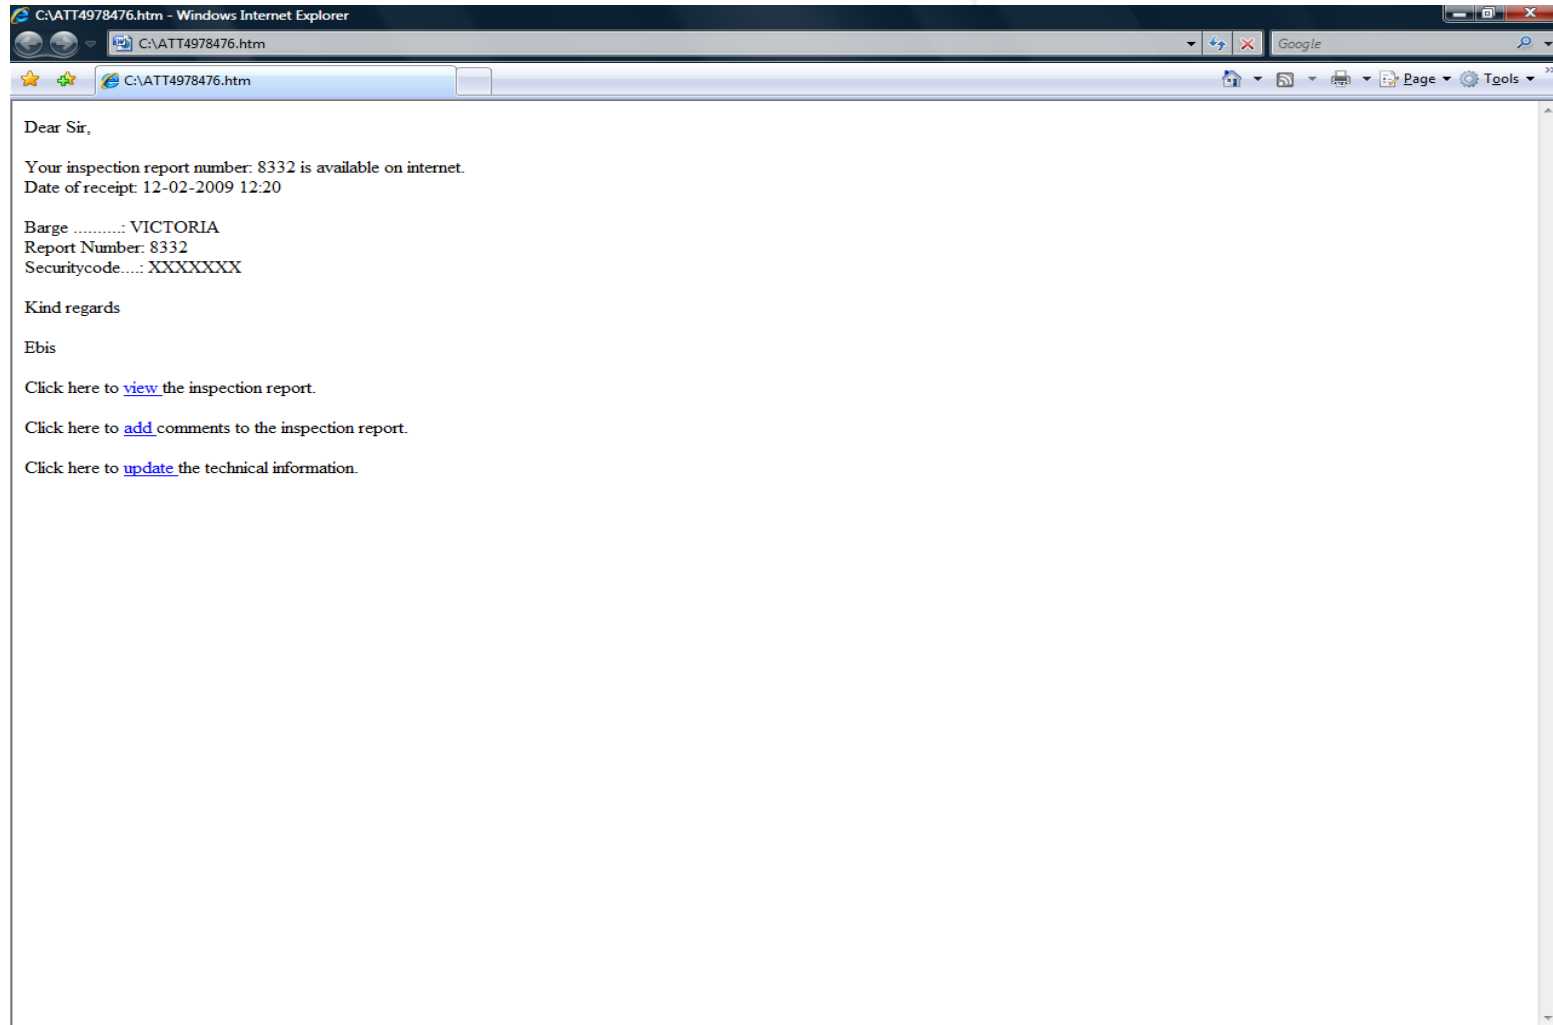 C:\ATT4978476.htm - Windows Internet Explorer
C:\ATT4978476.htm
Google
C:\ATT4978476.htm
Page
Tools
Dear Sir,
Your inspection report number: 8332 is available on internet.
Date of receipt: 12-02-2009 12:20
Barge ..........: VICTORIA
Report Number: 8332
Securitycode....: XXXXXXX
Kind regards
Ebis
Click here to view the inspection report.
Click here to add comments to the inspection report.
Click here to update the technical information.